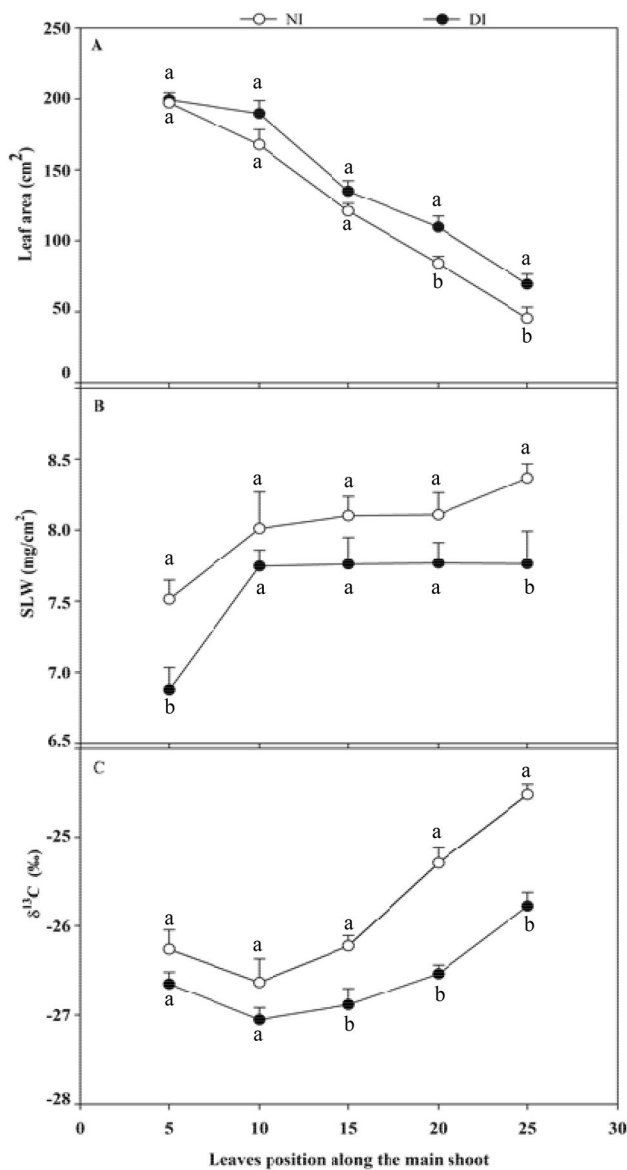 NI DI
A
250
200
150
100
50
0
Leaf area (cm²)
a a a a a
a a a b b
B
8.5
8.0
7.5
7.0
6.5
SLW (mg/cm²)
a a a a a
b a a a b
C
-25
-26
-27
-28
δ¹³C (‰)
a a a a a
a a b b b
0 5 10 15 20 25 30
Leaves position along the main shoot